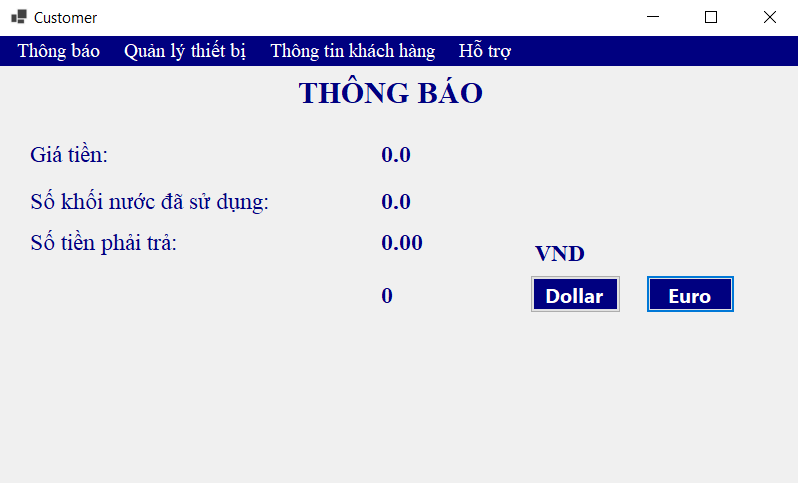 Customer
Thông báo Quản lý thiết bị Thông tin khách hàng Hỗ trợ
THÔNG BÁO
Giá tiền: 0.0
Số khối nước đã sử dụng: 0.0
Số tiền phải trả: 0.00
VND
0 Dollar Euro